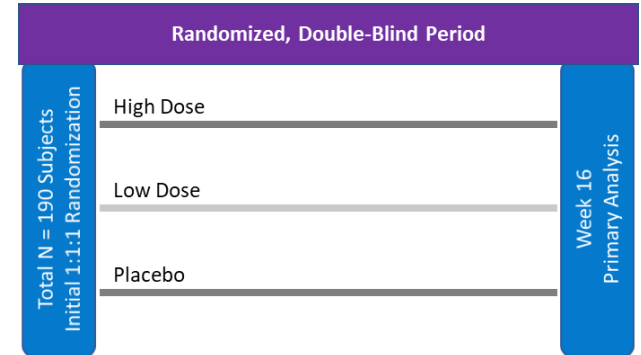 Randomized, Double-Blind Period
Total N = 190 Subjects
Initial 1:1:1 Randomization
High Dose
Low Dose
Placebo
Week 16
Primary Analysis